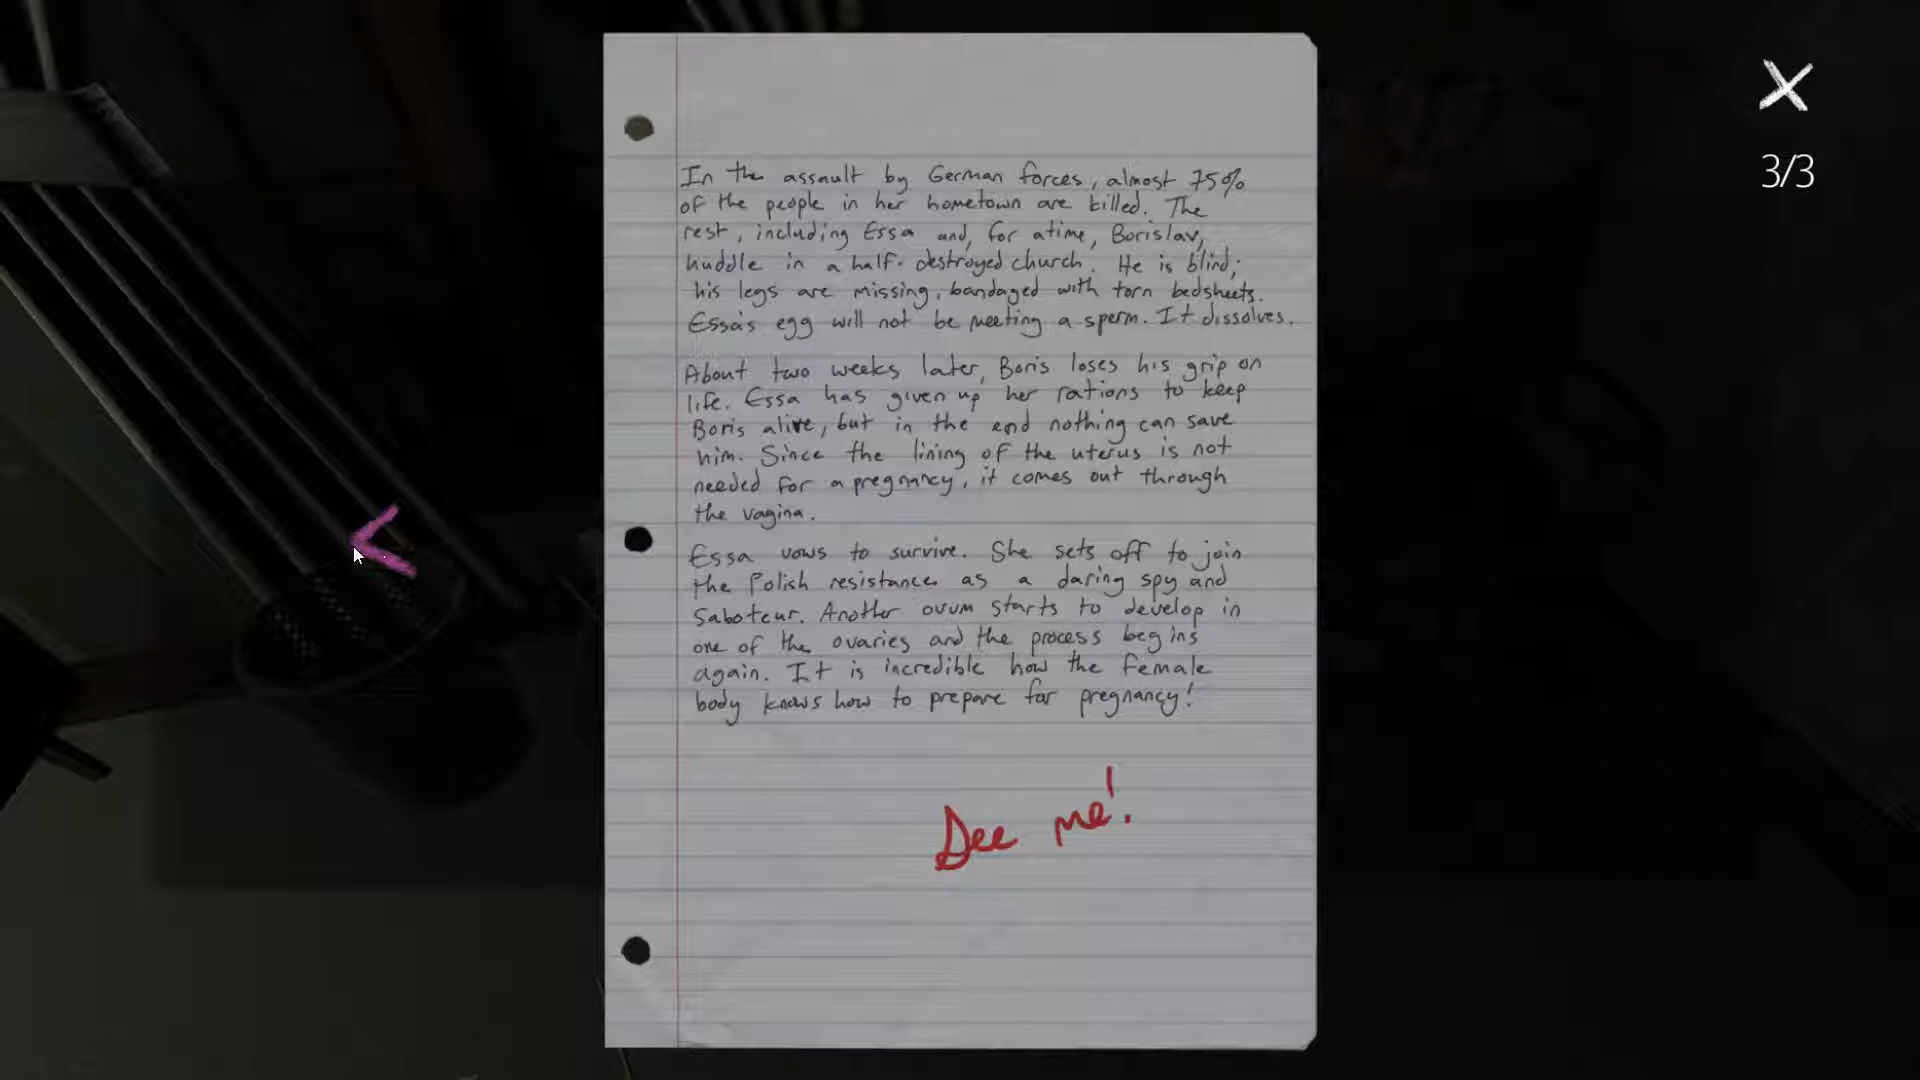 3/3
In the assault by German forces, almost 75%
of the people in her hometown are killed. The
rest, including Essa and, for atime, Borislav,
huddle in a half-destroyed church. He is blind;
his legs are missing, bandaged with torn bedsheets.
Essa's egg will not be meeting a sperm. It dissolves.
About two weeks later, Boris loses his grip on
life. Essa has given up her rations to keep
Boris alive, but in the end nothing can save
him. Since the lining of the uterus is not
needed for a pregnancy, it comes out through
the vagina.
Essa vows to survive. She sets off to join
the Polish resistance as a daring spy and
Saboteur. Another ovum starts to develop in
one of the ovaries and the process begins
again. It is incredible how the female
body knows how to prepare for pregnancy!
See me!